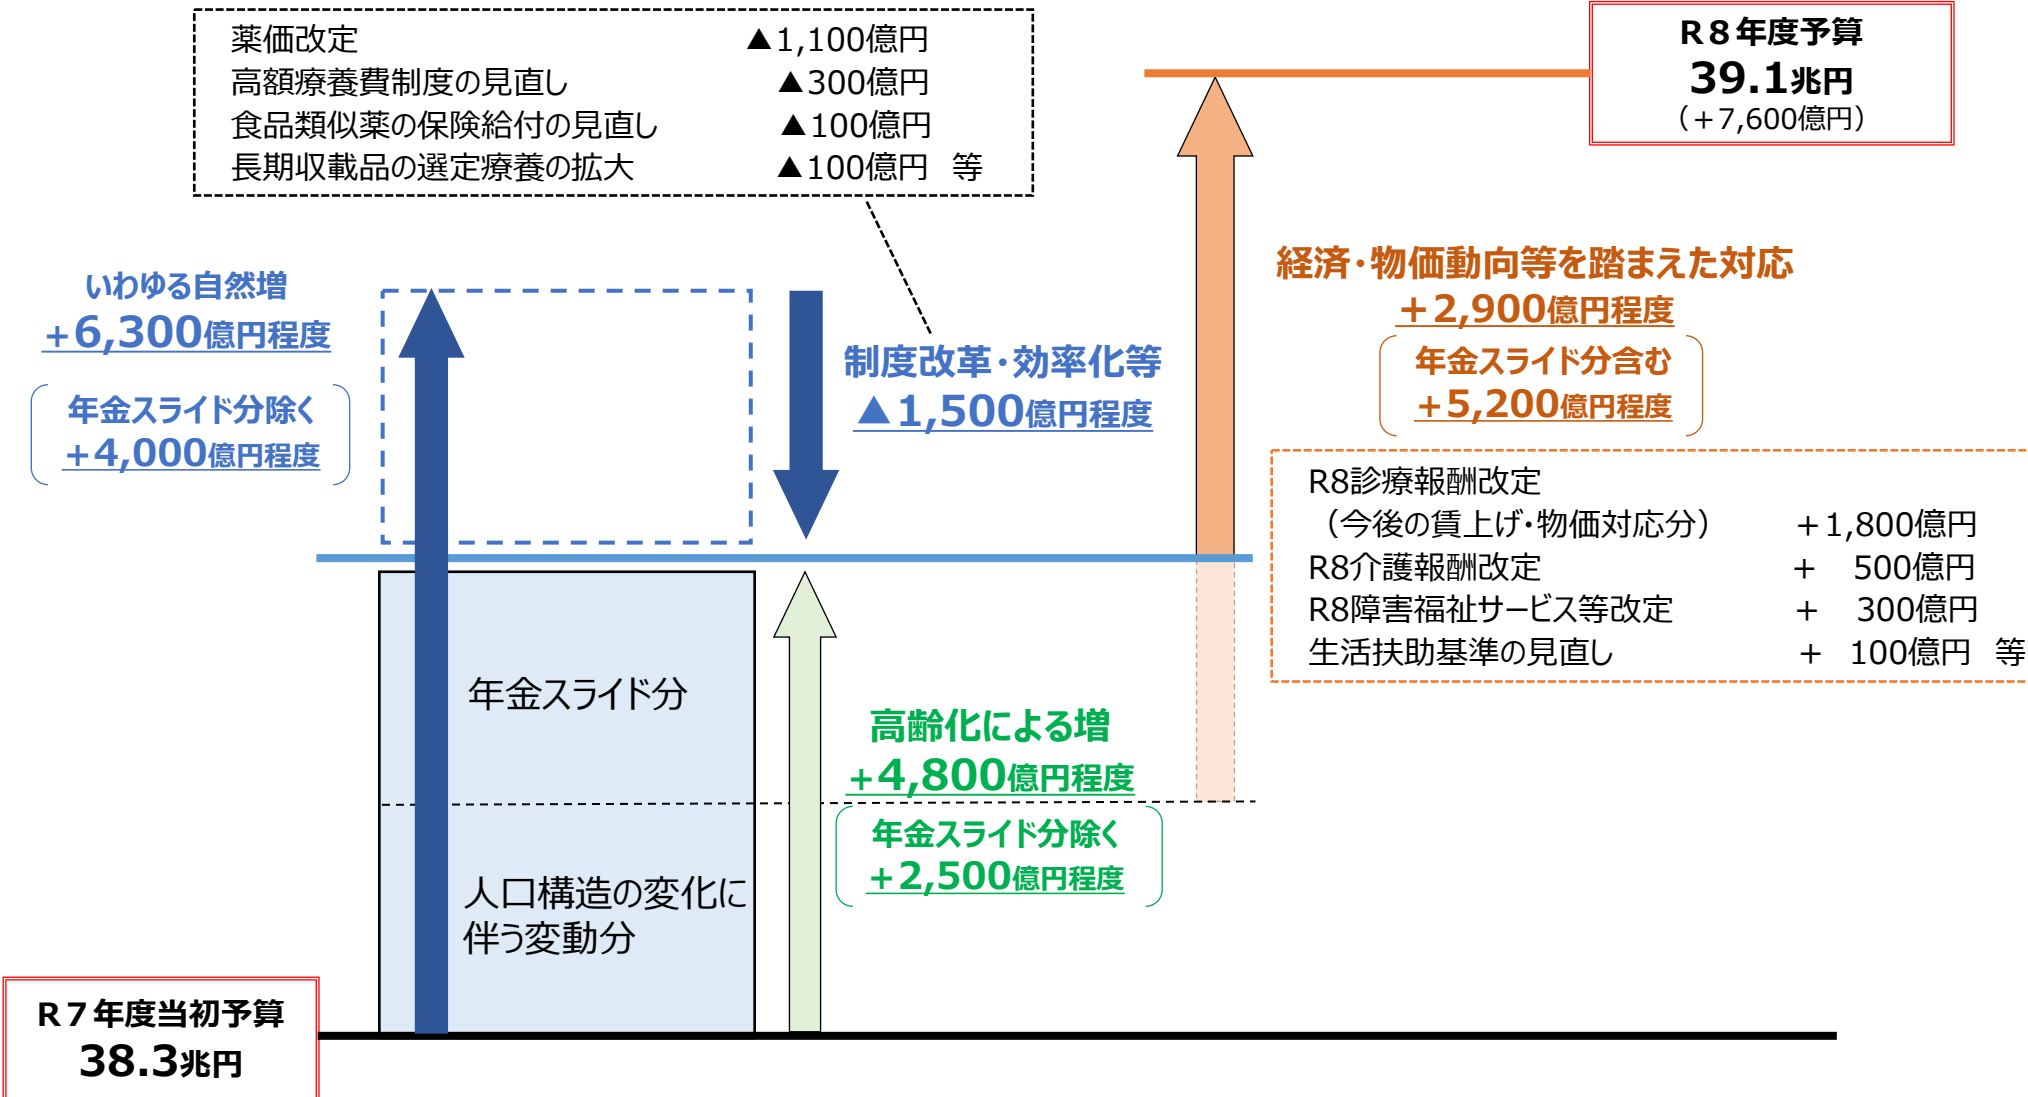 薬価改定 ▲1,100億円
高額療養費制度の見直し ▲300億円
食品類似薬の保険給付の見直し ▲100億円
長期収載品の選定療養の拡大 ▲100億円 等
R8年度予算
39.1兆円
（＋7,600億円）
いわゆる自然増
+6,300億円程度
年金スライド分除く
+4,000億円程度
制度改革・効率化等
▲1,500億円程度
経済・物価動向等を踏まえた対応
＋2,900億円程度
年金スライド分含む
＋5,200億円程度
R8診療報酬改定
（今後の賃上げ・物価対応分） ＋1,800億円
R8介護報酬改定 ＋ 500億円
R8障害福祉サービス等改定 ＋ 300億円
生活扶助基準の見直し ＋ 100億円 等
年金スライド分
高齢化による増
+4,800億円程度
年金スライド分除く
+2,500億円程度
人口構造の変化に
伴う変動分
R7年度当初予算
38.3兆円